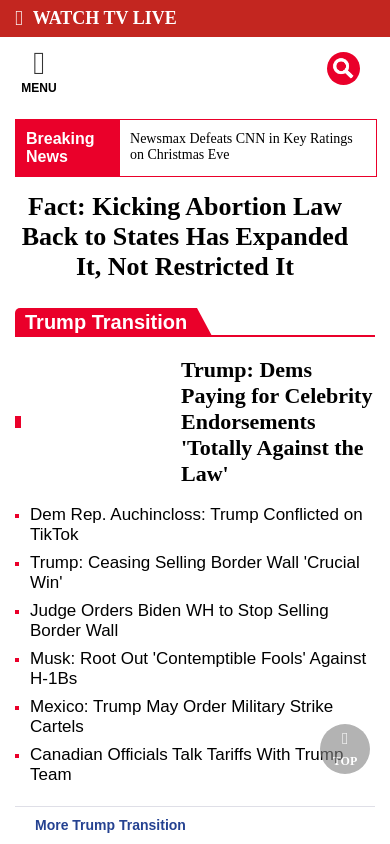 WATCH TV LIVE
MENU
Breaking
News
Newsmax Defeats CNN in Key Ratings
on Christmas Eve
Fact: Kicking Abortion Law
Back to States Has Expanded
It, Not Restricted It
Trump Transition
Trump: Dems
Paying for Celebrity
Endorsements
'Totally Against the
Law'
Dem Rep. Auchincloss: Trump Conflicted on
TikTok
Trump: Ceasing Selling Border Wall 'Crucial
Win'
Judge Orders Biden WH to Stop Selling
Border Wall
Musk: Root Out 'Contemptible Fools' Against
H-1Bs
Mexico: Trump May Order Military Strike
Cartels
Canadian Officials Talk Tariffs With Trump
Team
TOP
More Trump Transition